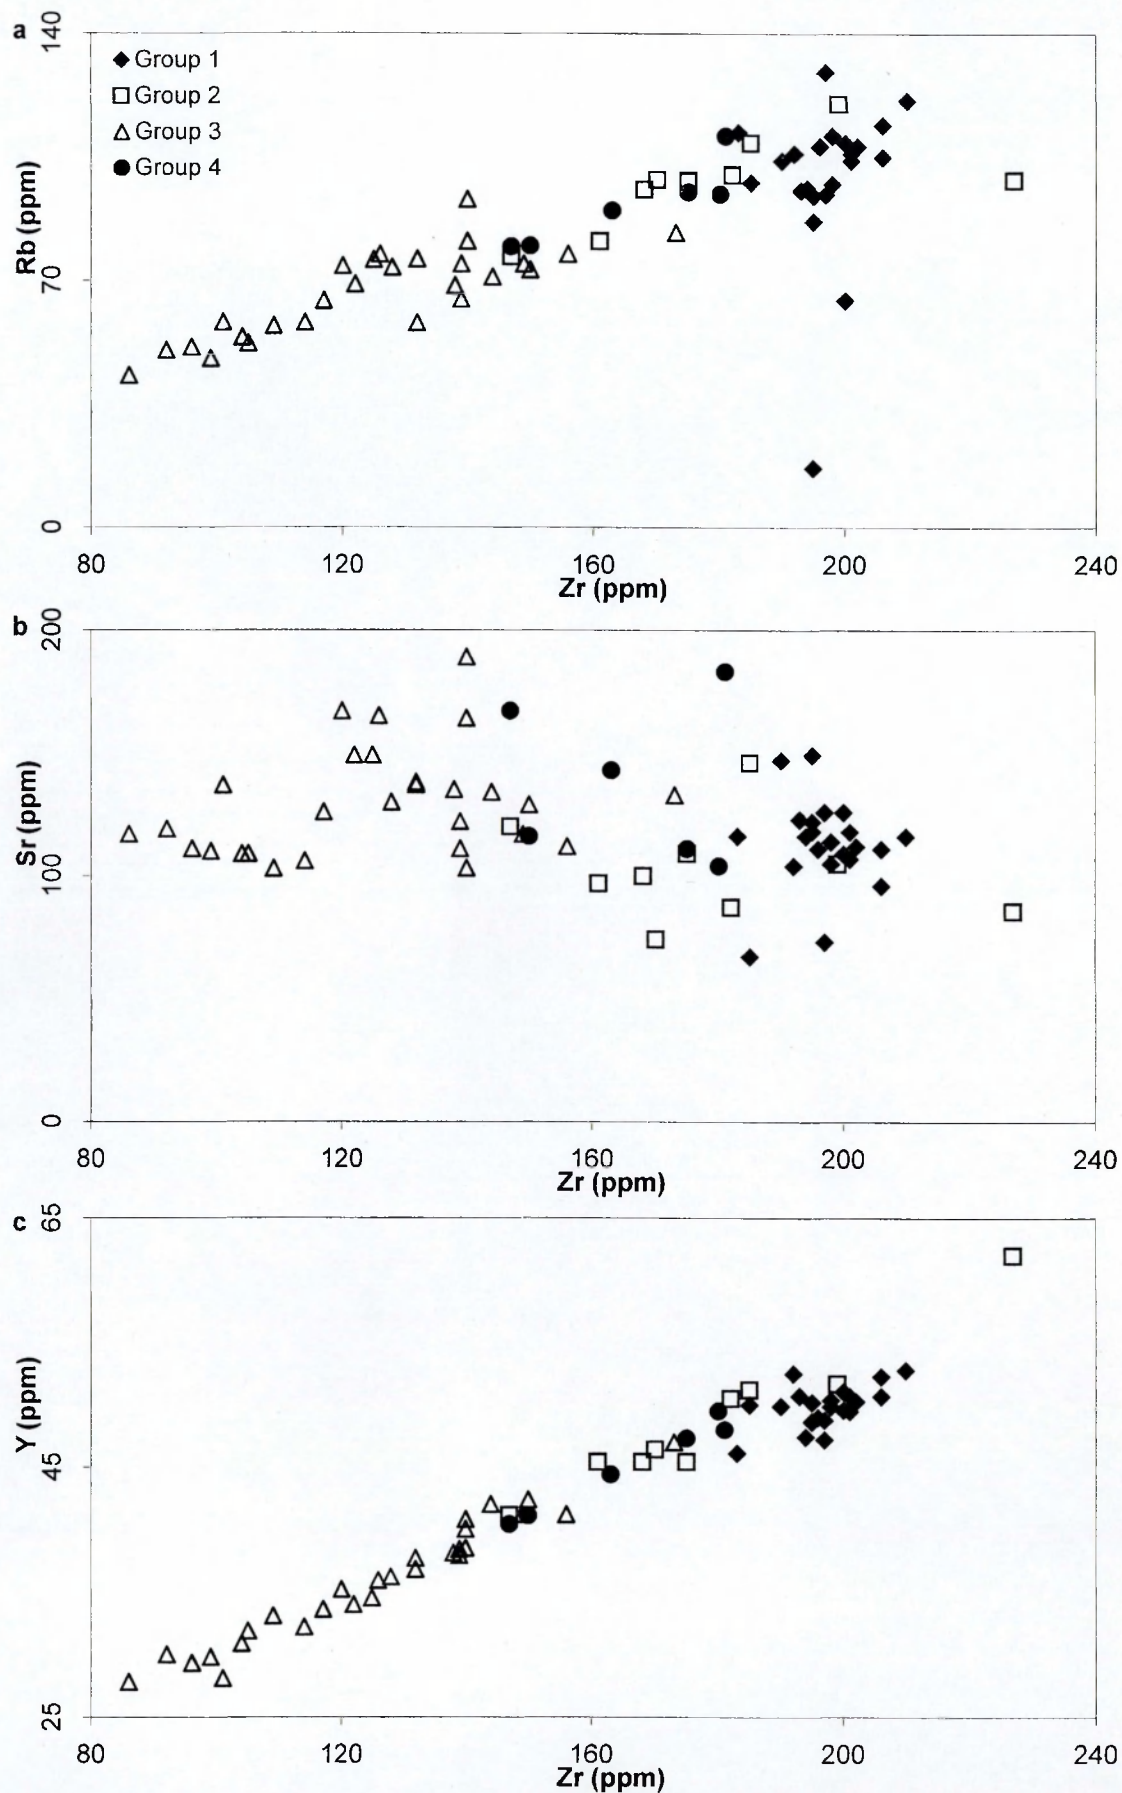 a
140
Group 1
Group 2
Group 3
Group 4
Rb (ppm)
70
0
80 120 160 200 240
Zr (ppm)
b
200
Sr (ppm)
100
0
80 120 160 200 240
Zr (ppm)
c
65
Y (ppm)
45
25
80 120 160 200 240
Zr (ppm)